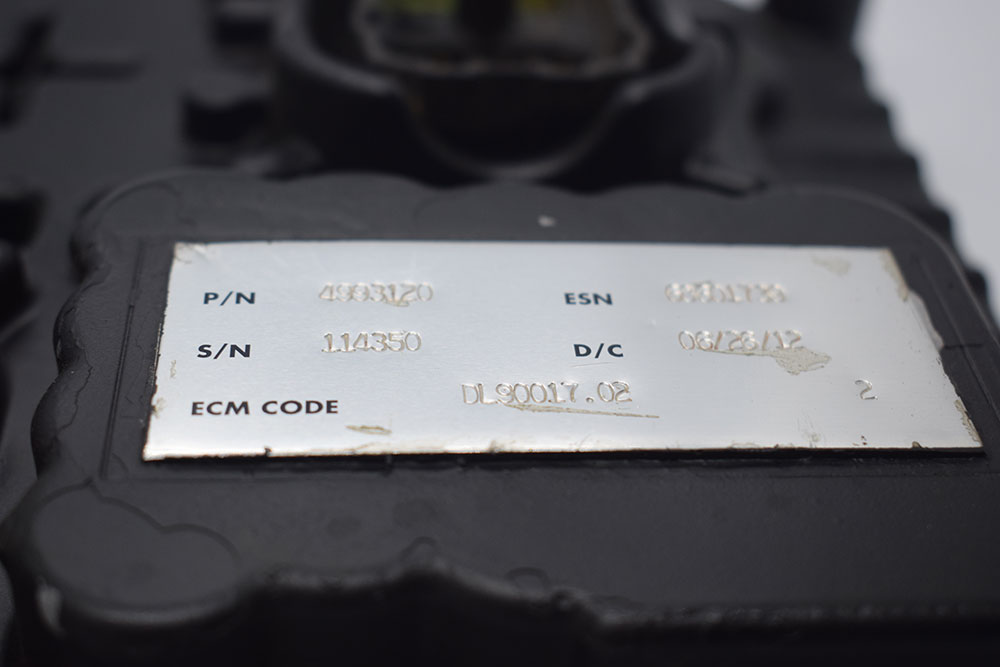 P/N 4993120 ESN
S/N 114350 D/C 06/26/12
ECM CODE DL90017.02 2